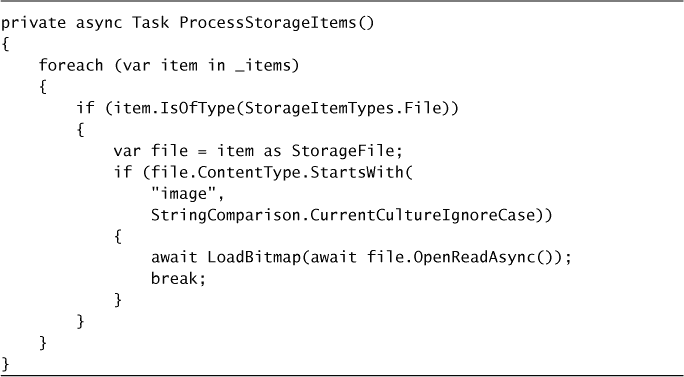 private async Task ProcessStorageItems()
{
    foreach (var item in _items)
    {
        if (item.IsOfType(StorageItemTypes.File))
        {
            var file = item as StorageFile;
            if (file.ContentType.StartsWith(
                "image",
                StringComparison.CurrentCultureIgnoreCase))
            {
                await LoadBitmap(await file.OpenReadAsync());
                break;
            }
        }
    }
}